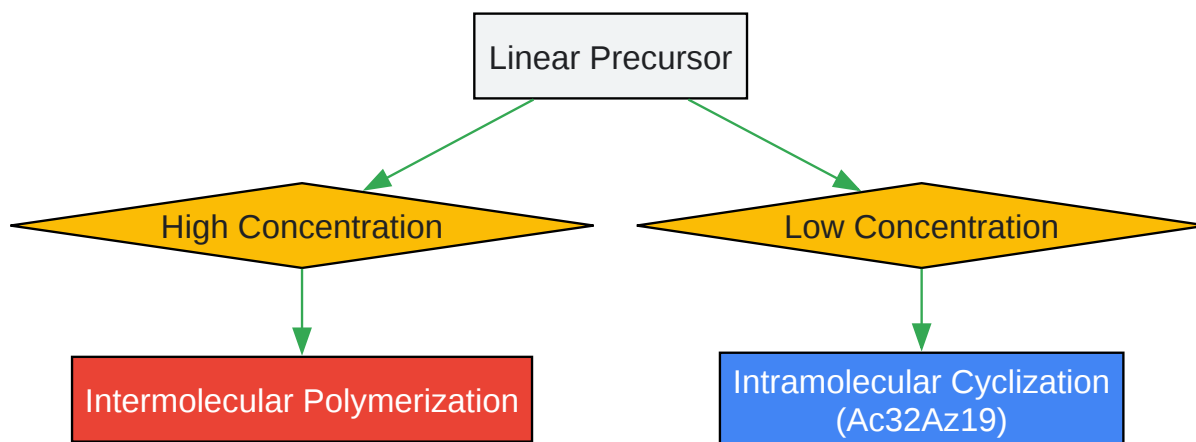 Linear Precursor
High Concentration
Low Concentration
Intermolecular Polymerization
Intramolecular Cyclization
(Ac32Az19)